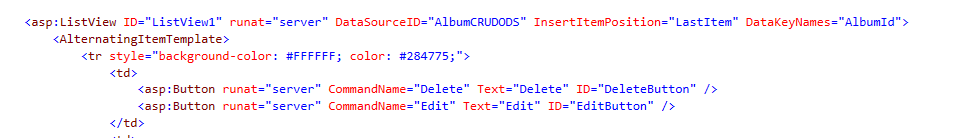 <asp:ListView ID="ListView1" runat="server" DataSourceID="AlbumCRUDODS" InsertItemPosition="LastItem" DataKeyNames="AlbumId">
<AlternatingItemTemplate>
<tr style="background-color: #FFFFFF; color: #284775;">
<td>
<asp:Button runat="server" CommandName="Delete" Text="Delete" ID="DeleteButton" />
<asp:Button runat="server" CommandName="Edit" Text="Edit" ID="EditButton" />
</td>